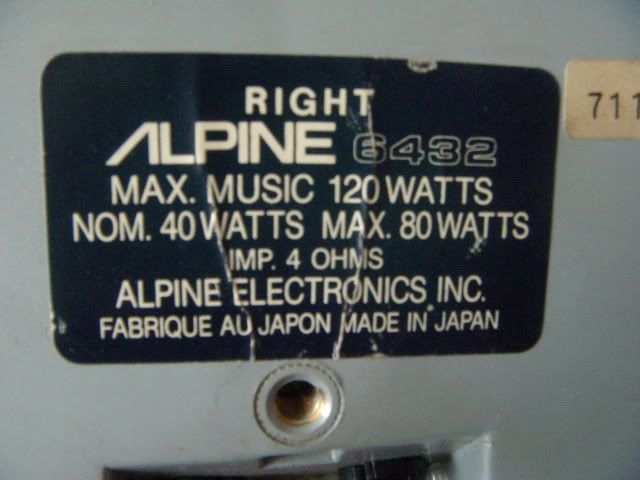 RIGHT
ALPINE 6432
MAX. MUSIC 120 WATTS
NOM. 40 WATTS MAX. 80 WATTS
IMP. 4 OHMS
ALPINE ELECTRONICS INC.
FABRIQUE AU JAPON MADE IN JAPAN
711